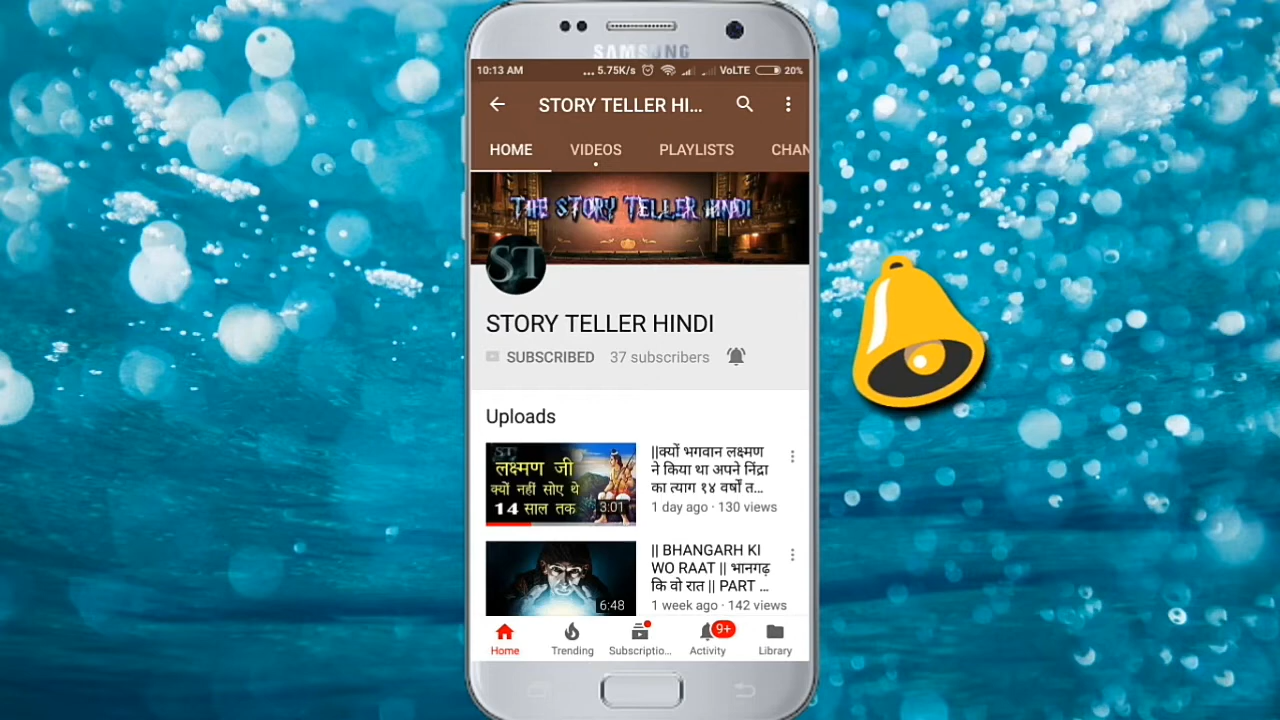 SAMSUNG
10:13 AM ... 5.75K/s VoLTE 20%
STORY TELLER HI...
HOME VIDEOS PLAYLISTS CHAN
THE STORY TELLER HINDI
ST
STORY TELLER HINDI
SUBSCRIBED 37 subscribers
Uploads
ST
लक्ष्मण जी
क्यों नहीं सोए थे
14 साल तक
3:01
||क्यों भगवान लक्ष्मण
ने किया था अपने निंद्रा
का त्याग १४ वर्षों त...
1 day ago · 130 views
6:48
|| BHANGARH KI
WO RAAT || भानगढ़
कि वो रात || PART ...
1 week ago · 142 views
9+
Home Trending Subscriptio... Activity Library